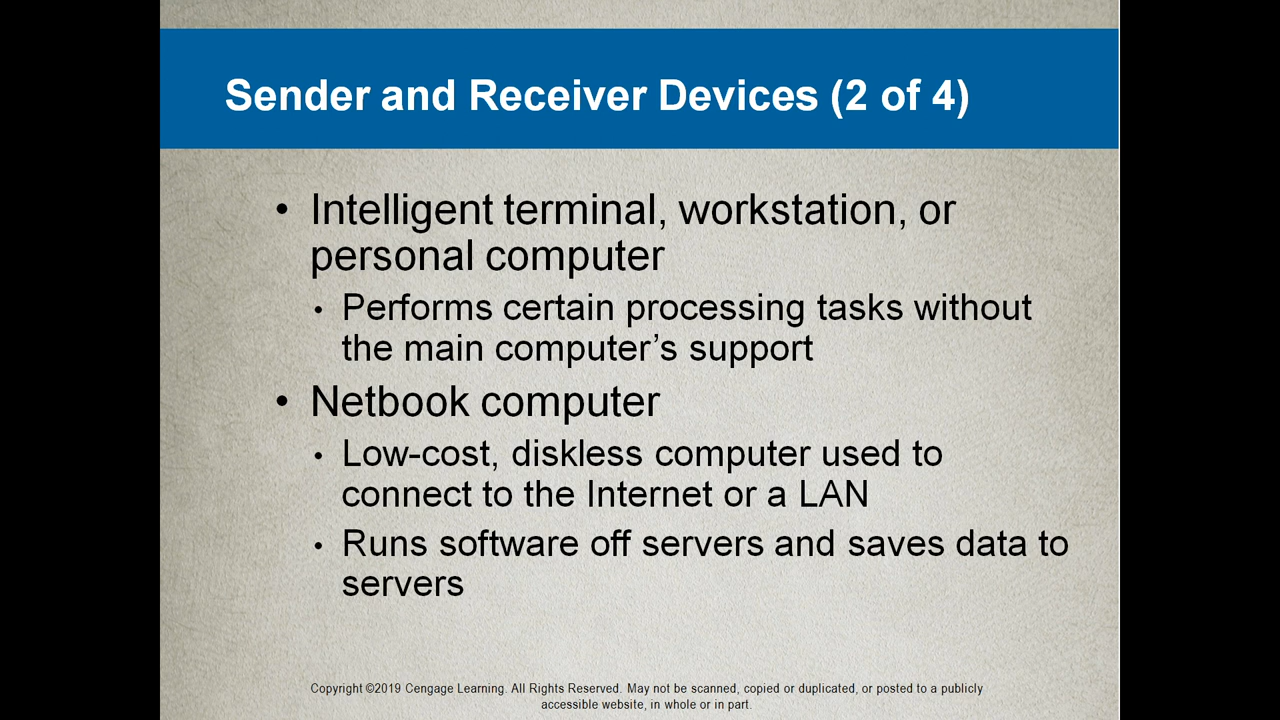 Sender and Receiver Devices (2 of 4)
• Intelligent terminal, workstation, or
personal computer
• Performs certain processing tasks without
the main computer’s support
• Netbook computer
• Low-cost, diskless computer used to
connect to the Internet or a LAN
• Runs software off servers and saves data to
servers
Copyright ©2019 Cengage Learning. All Rights Reserved. May not be scanned, copied or duplicated, or posted to a publicly
accessible website, in whole or in part.